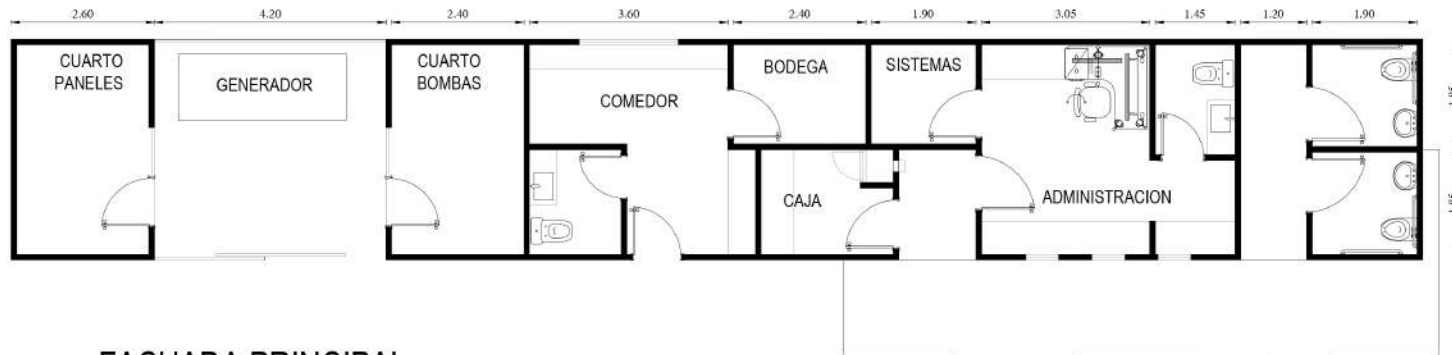 2.60 4.20 2.40 3.60 2.40 1.90 3.05 1.45 1.20 1.90
CUARTO
PANELES
GENERADOR
CUARTO
BOMBAS
COMEDOR
BODEGA
SISTEMAS
CAJA
ADMINISTRACION